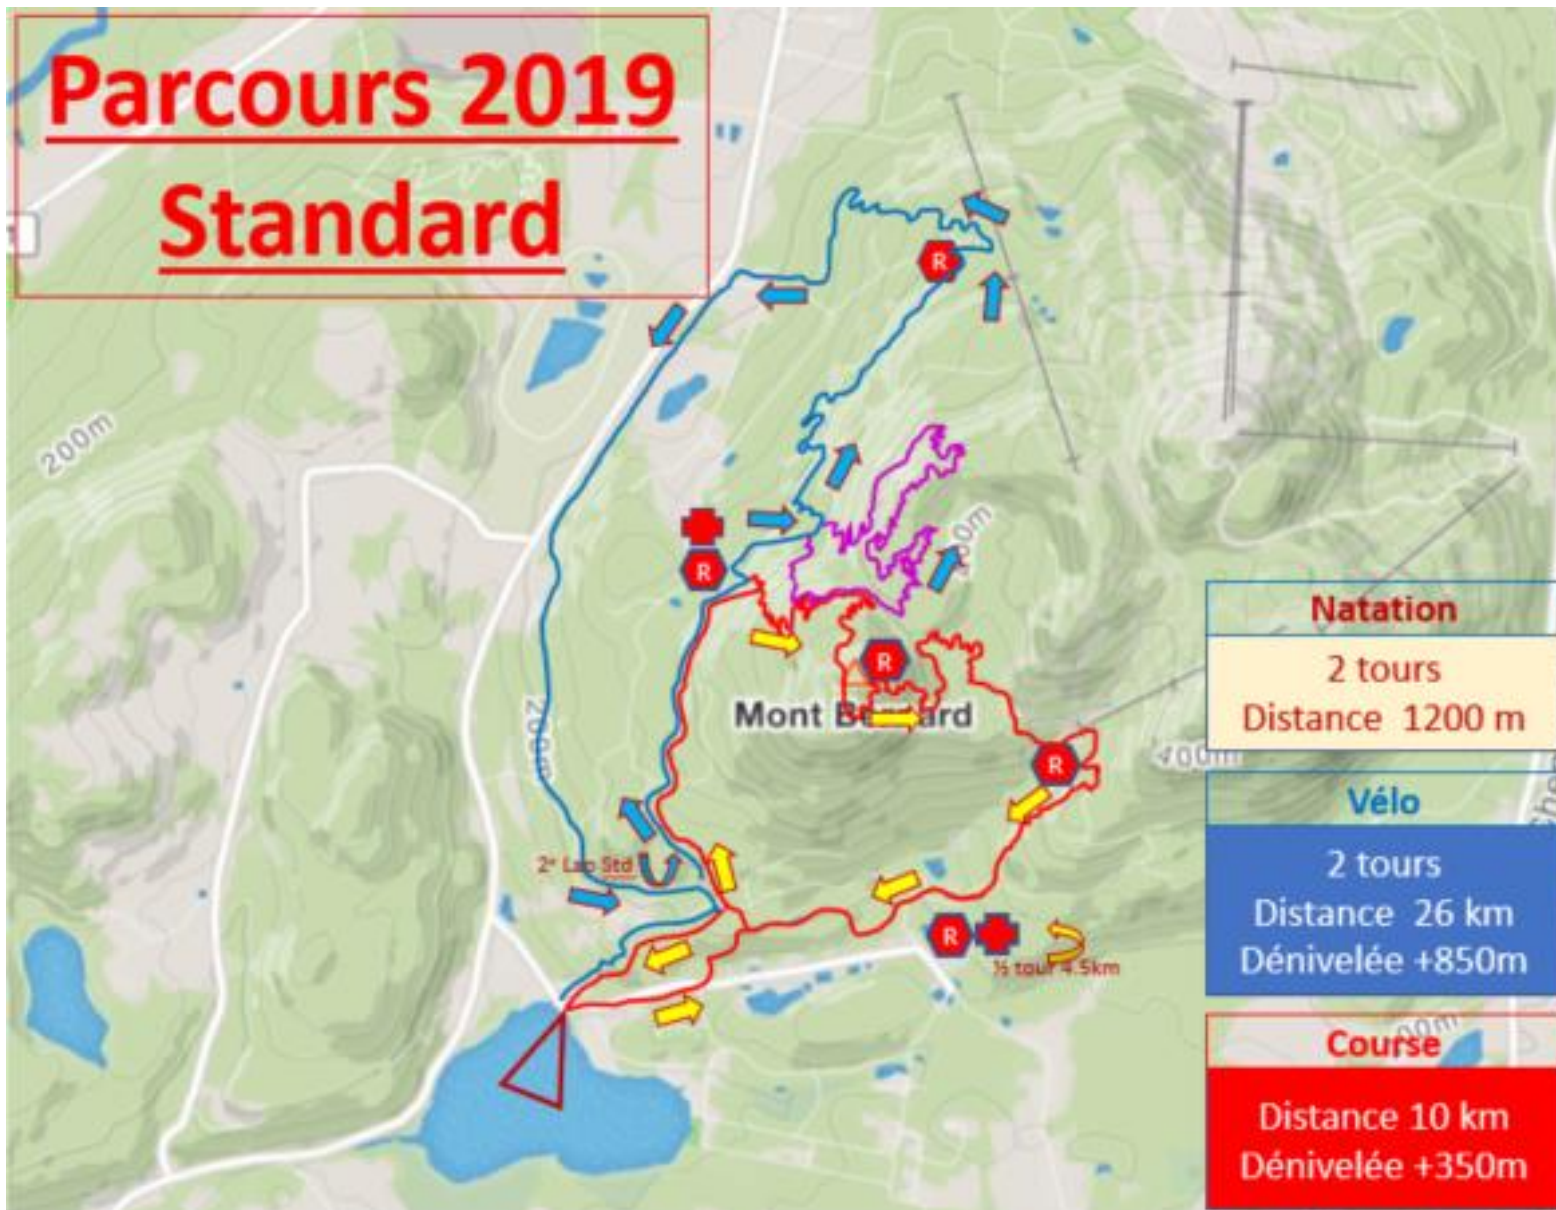 Parcours 2019
Standard
R
200m
R
R
Mont
R
400m
200m
2e Lap Std
R
½ tour 4.5km
Natation
2 tours
Distance 1200 m
Vélo
2 tours
Distance 26 km
Dénivelée +850m
Course
Distance 10 km
Dénivelée +350m